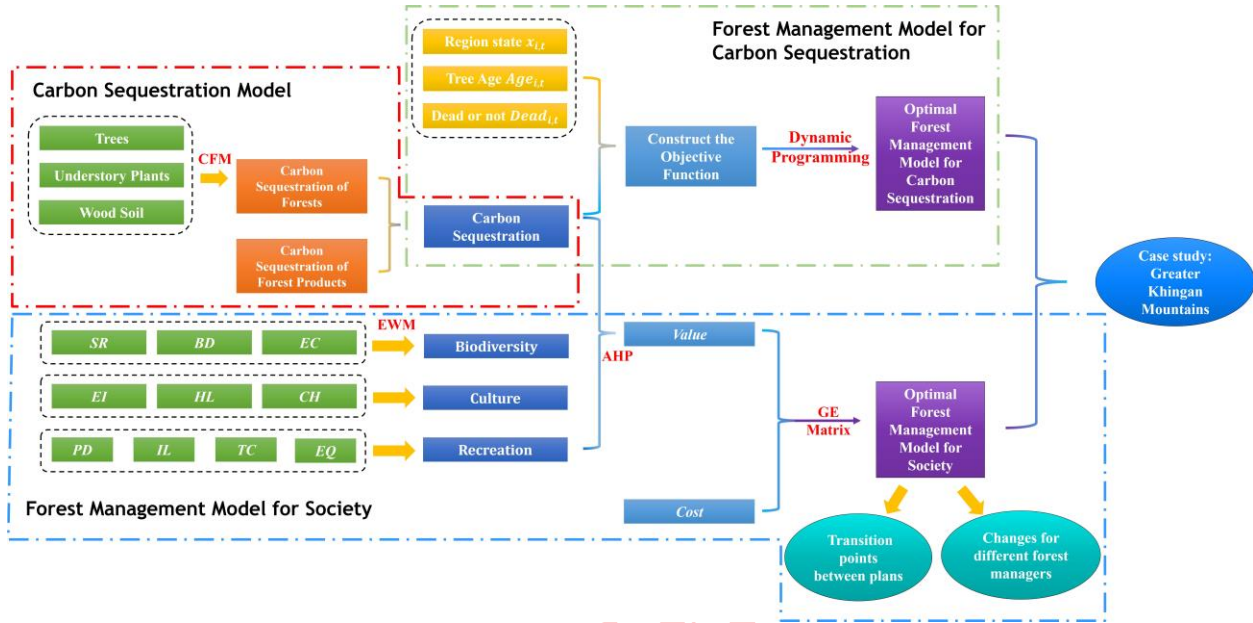 Forest Management Model for
Carbon Sequestration
Region state x_{i,t}
Tree Age Age_{i,t}
Dead or not Dead_{i,t}
Construct the
Objective
Function
Dynamic
Programming
Optimal
Forest
Management
Model for
Carbon
Sequestration
Carbon Sequestration Model
Trees
Understory Plants
Wood Soil
CFM
Carbon
Sequestration of
Forests
Carbon
Sequestration of
Forest Products
Carbon
Sequestration
Case study:
Greater
Khingan
Mountains
SR
BD
EC
EWM
Biodiversity
EI
HL
CH
Culture
PD
IL
TC
EQ
Recreation
AHP
Value
Cost
GE
Matrix
Optimal
Forest
Management
Model for
Society
Forest Management Model for Society
Transition
points
between plans
Changes for
different forest
managers